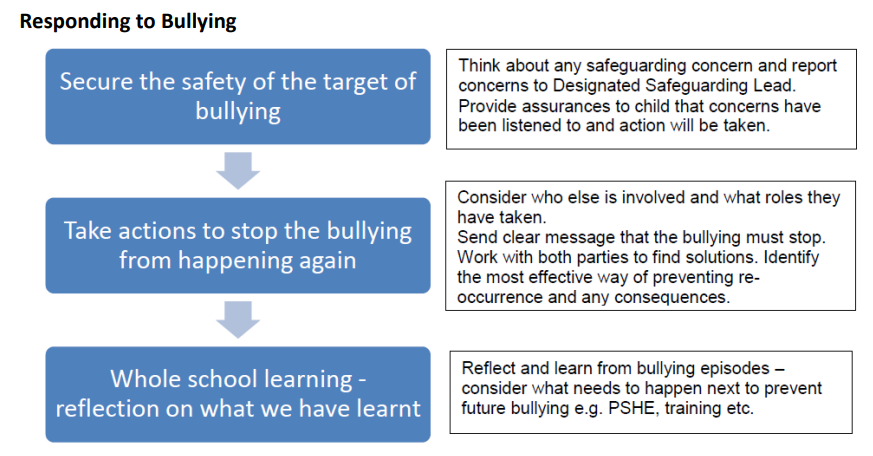 Responding to Bullying
Secure the safety of the target of
bullying
Think about any safeguarding concern and report
concerns to Designated Safeguarding Lead.
Provide assurances to child that concerns have
been listened to and action will be taken.
Take actions to stop the bullying
from happening again
Consider who else is involved and what roles they
have taken.
Send clear message that the bullying must stop.
Work with both parties to find solutions. Identify
the most effective way of preventing re-
occurrence and any consequences.
Whole school learning -
reflection on what we have learnt
Reflect and learn from bullying episodes –
consider what needs to happen next to prevent
future bullying e.g. PSHE, training etc.